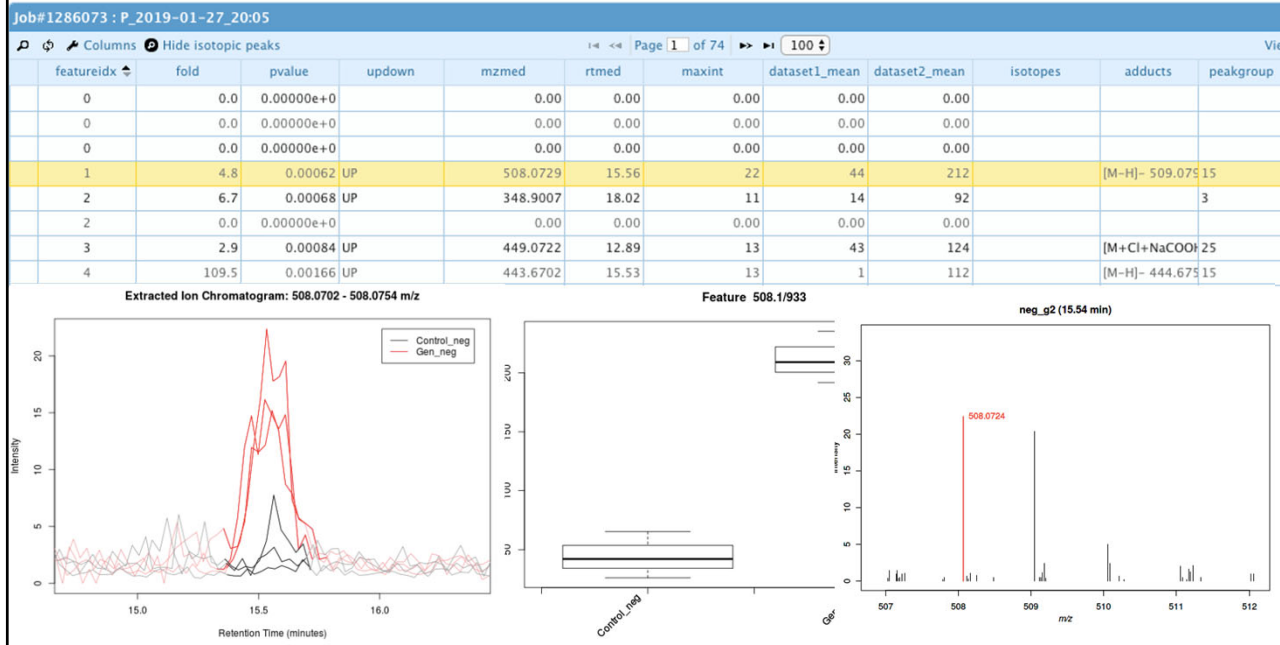 Job#1286073 : P_2019-01-27_20:05
Columns Hide isotopic peaks Page 1 of 74 100 Vie
featureidx fold pvalue updown mzmed rtmed maxint dataset1_mean dataset2_mean isotopes adducts peakgroup
0 0.0 0.00000e+0 0.00 0.00 0.00 0.00 0.00
0 0.0 0.00000e+0 0.00 0.00 0.00 0.00 0.00
0 0.0 0.00000e+0 0.00 0.00 0.00 0.00 0.00
1 4.8 0.00062 UP 508.0729 15.56 22 44 212 [M-H]- 509.079 15
2 6.7 0.00068 UP 348.9007 18.02 11 14 92 3
2 0.0 0.00000e+0 0.00 0.00 0.00 0.00 0.00
3 2.9 0.00084 UP 449.0722 12.89 13 43 124 [M+Cl+NaCOOH 25
4 109.5 0.00166 UP 443.6702 15.53 13 1 112 [M-H]- 444.675 15
Extracted Ion Chromatogram: 508.0702 - 508.0754 m/z
Control_neg
Gen_neg
20
15
10
5
0
Intensity
15.0 15.5 16.0
Retention Time (minutes)
Feature 508.1/933
200
150
100
50
Control_neg
Ge
neg_g2 (15.54 min)
508.0724
30
25
20
15
10
5
0
507 508 509 510 511 512
m/z